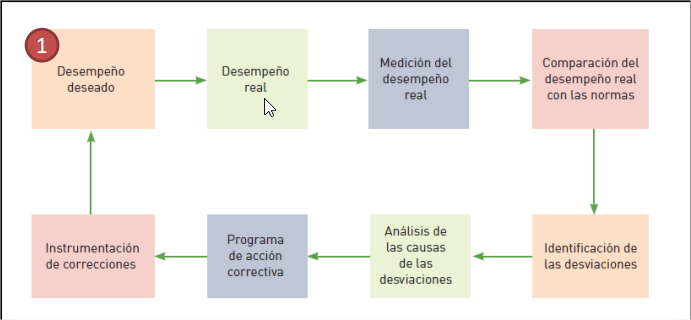 1
Desempeño
deseado
Desempeño
real
Medición del
desempeño
real
Comparación del
desempeño real
con las normas
Identificación de
las desviaciones
Análisis de
las causas
de las
desviaciones
Programa
de acción
correctiva
Instrumentación
de correcciones